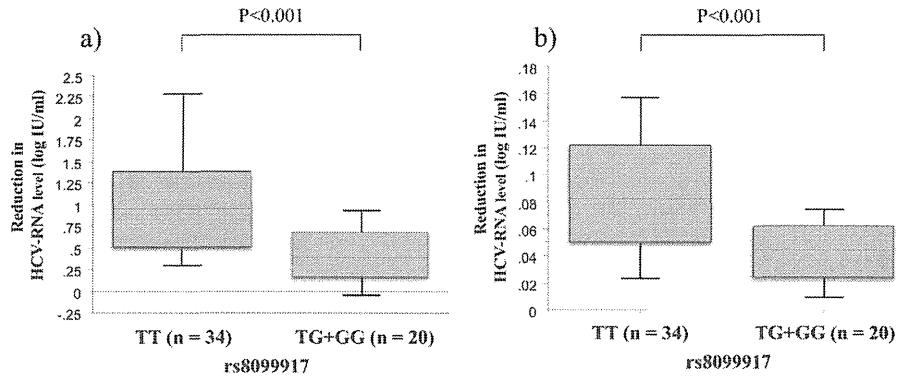 a)
P<0.001
Reduction in
HCV-RNA level (log IU/ml)
2.5
2.25
2
1.75
1.5
1.25
1
.75
.5
.25
0
-.25
TT (n = 34)
TG+GG (n = 20)
rs8099917
b)
P<0.001
Reduction in
HCV-RNA level (log IU/ml)
.18
.16
.14
.12
.1
.08
.06
.04
.02
0
TT (n = 34)
TG+GG (n = 20)
rs8099917